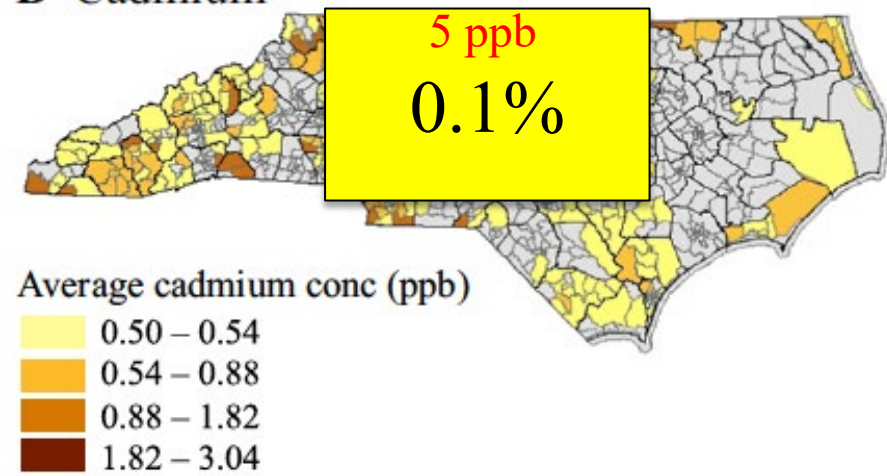 B Cadmium
5 ppb
0.1%
Average cadmium conc (ppb)
0.50 – 0.54
0.54 – 0.88
0.88 – 1.82
1.82 – 3.04